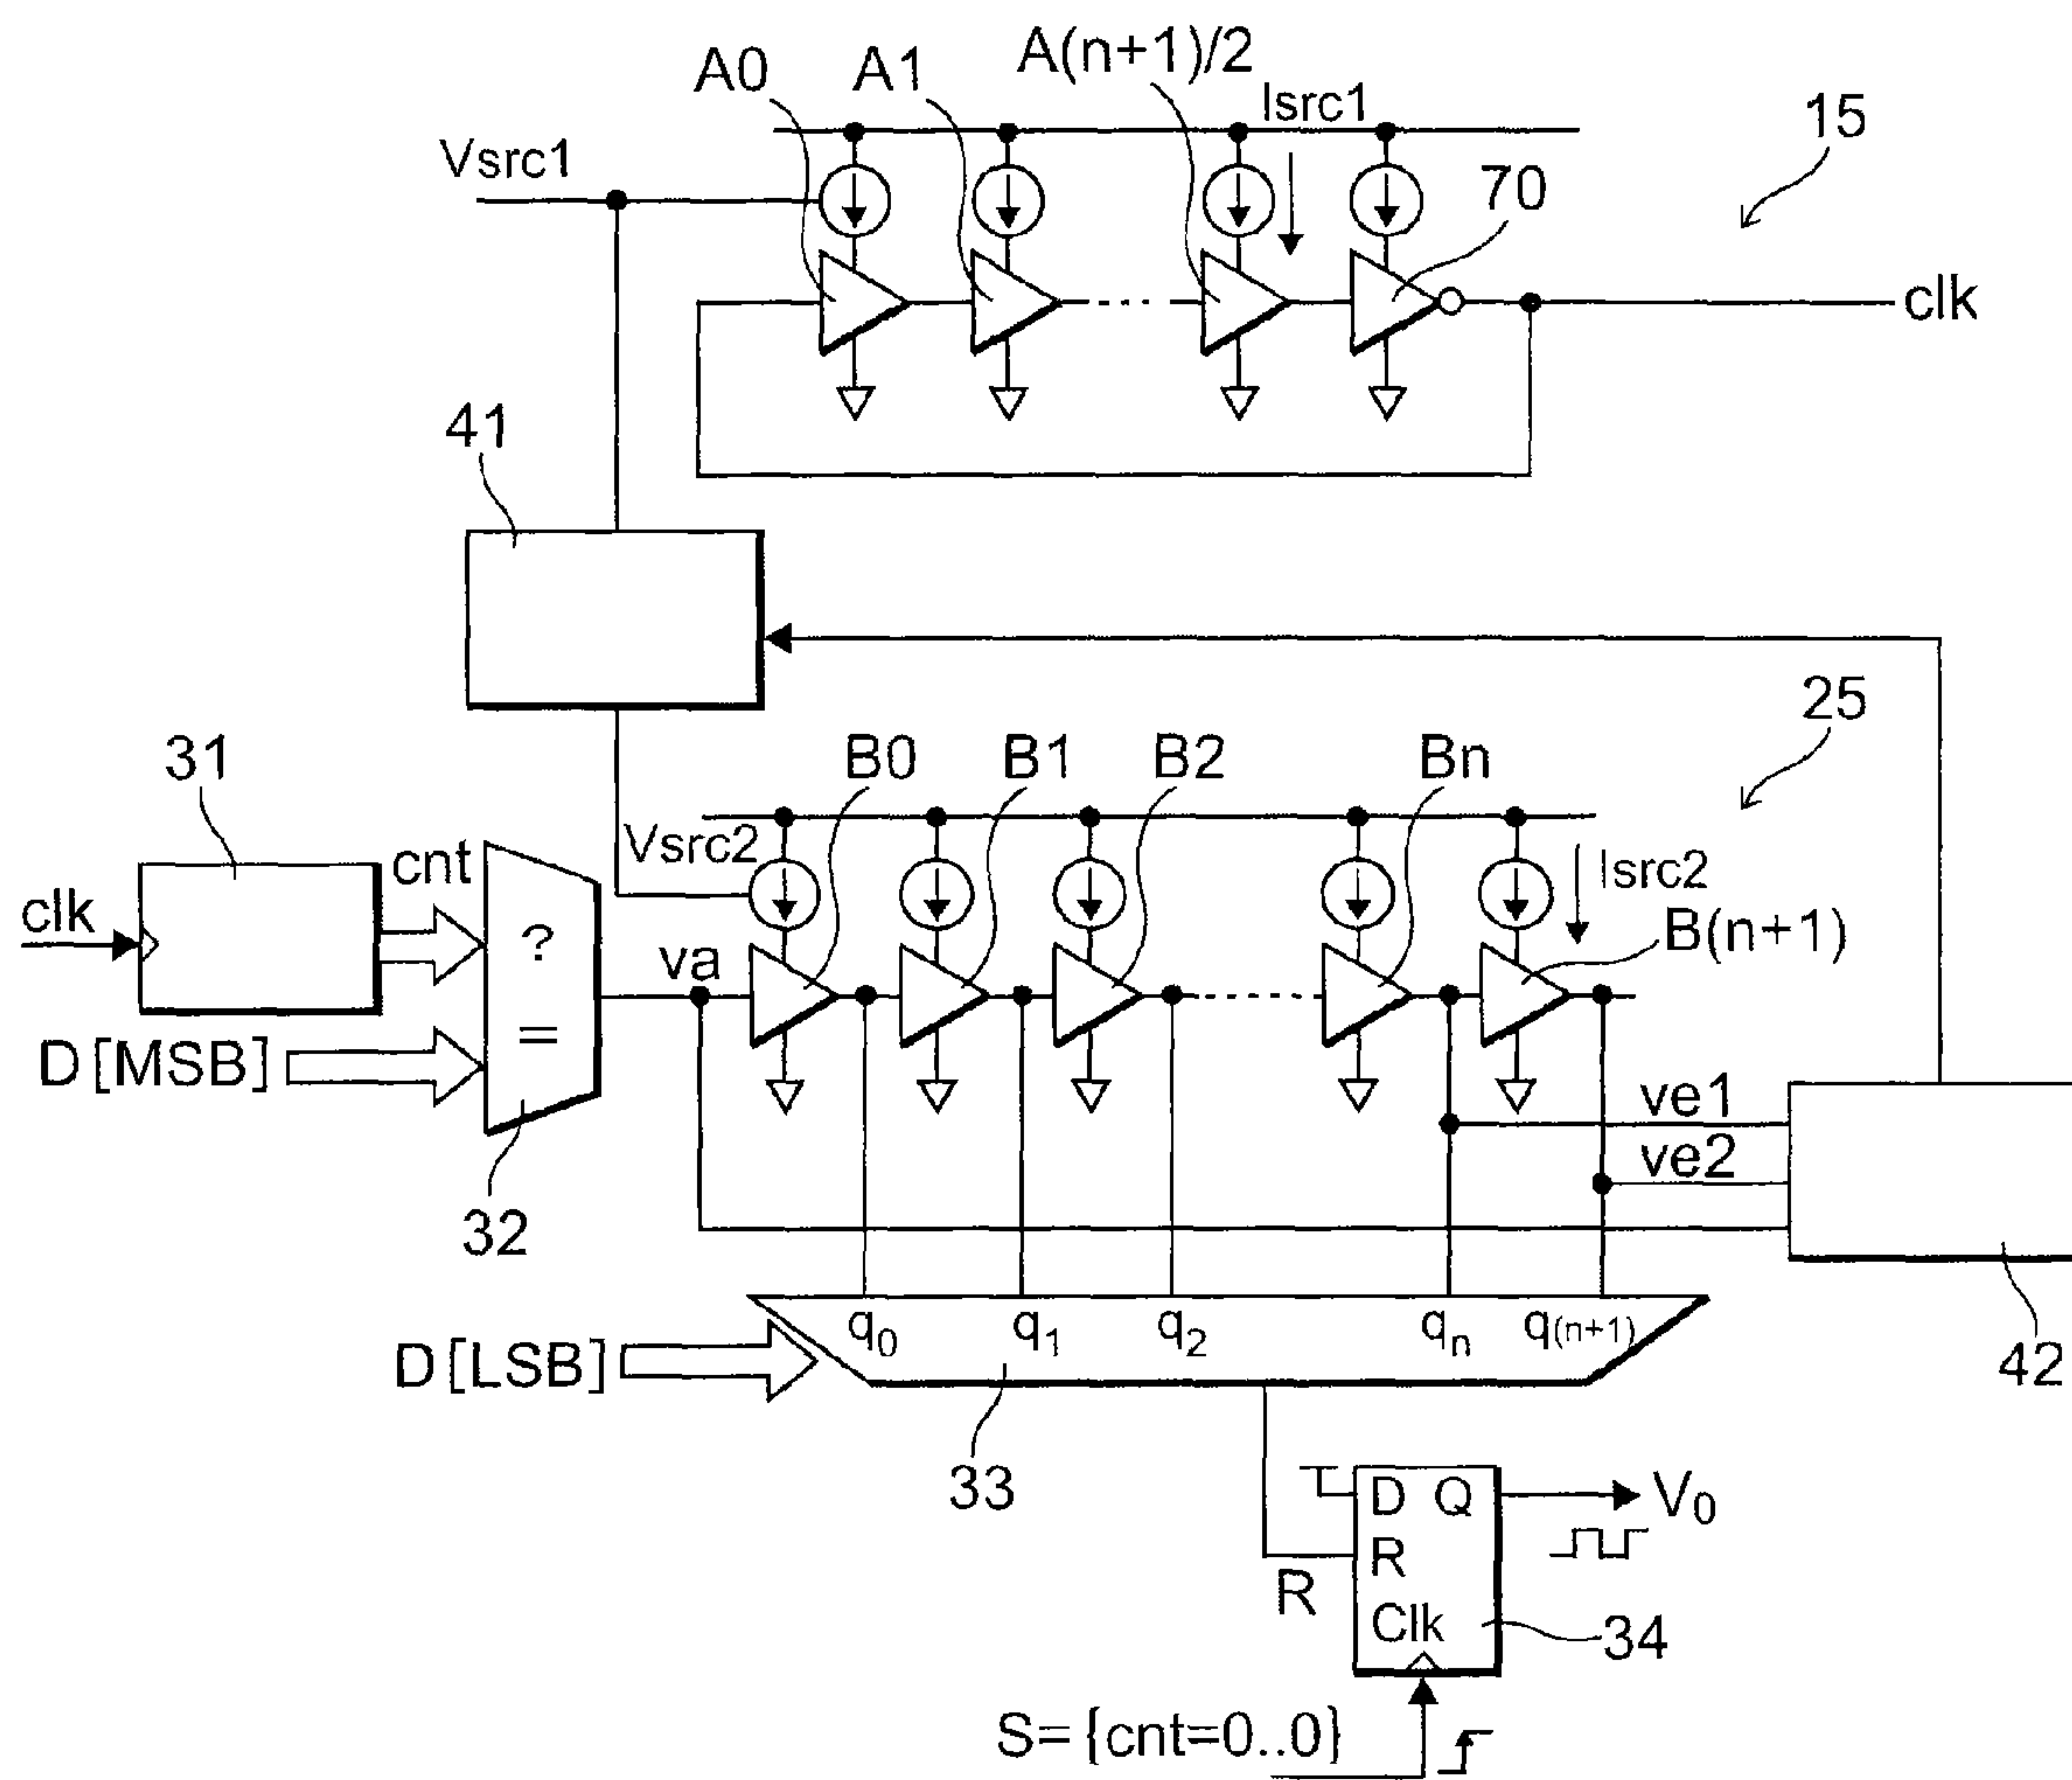 A0
A1
A(n+1)/2
Isrc1
15
Vsrc1
70
clk
41
25
31
B0
B1
B2
Bn
cnt
Vsrc2
Isrc2
clk
?
va
B(n+1)
=
D[MSB]
ve1
ve2
32
q0
q1
q2
qn
q(n+1)
D[LSB]
42
33
D Q
V0
R
R
Clk
34
S={cnt=0..0}